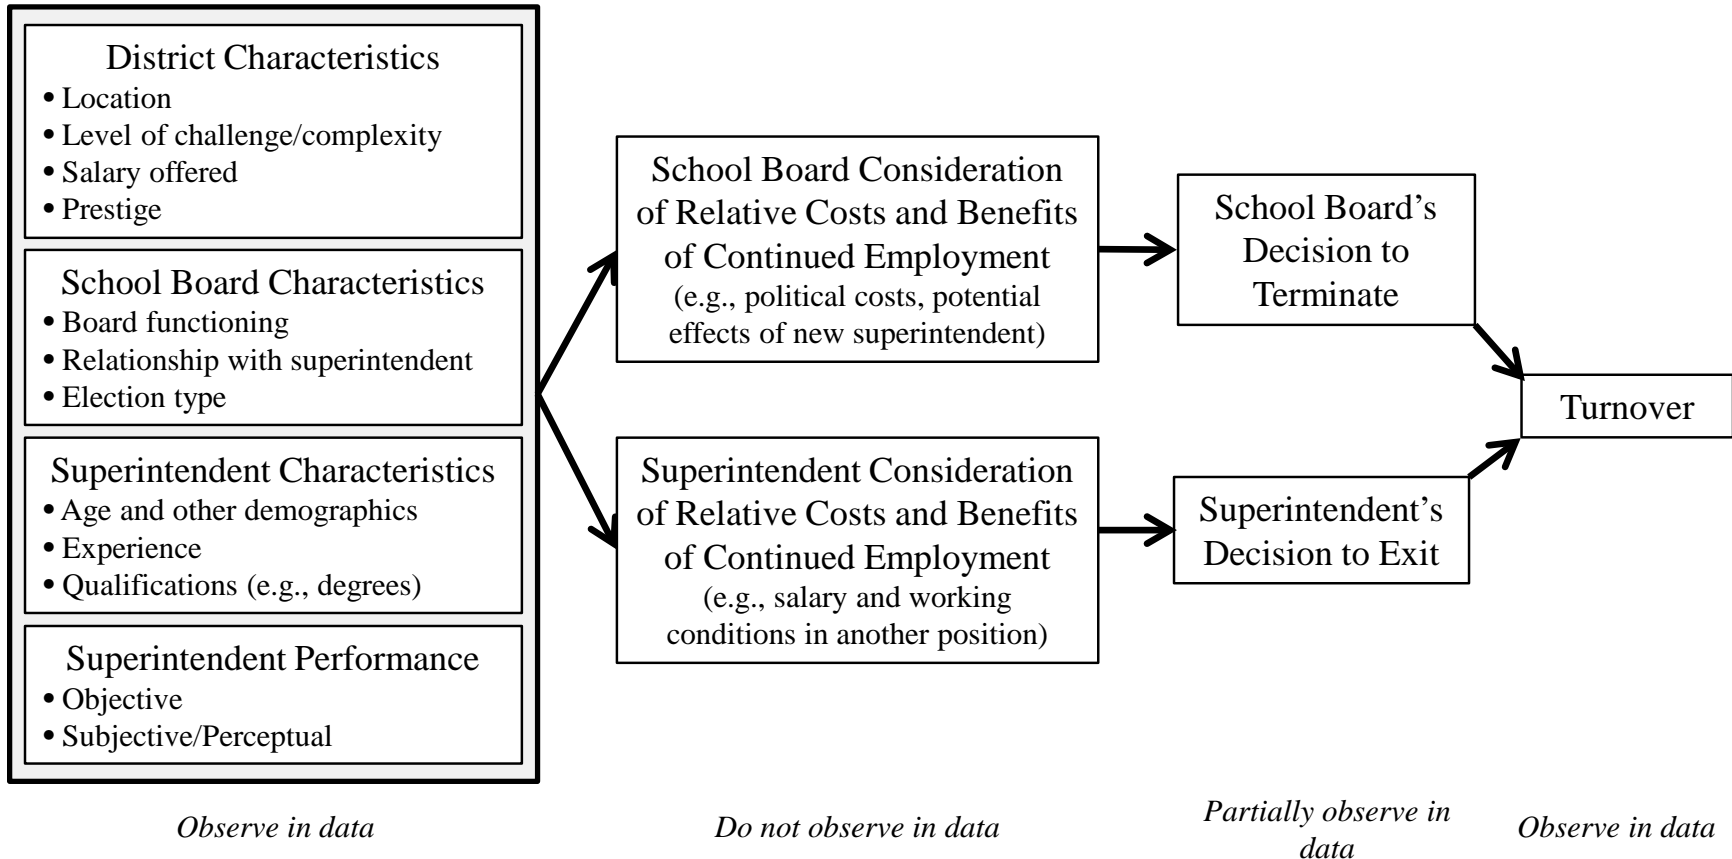 District Characteristics
• Location
• Level of challenge/complexity
• Salary offered
• Prestige
School Board Characteristics
• Board functioning
• Relationship with superintendent
• Election type
Superintendent Characteristics
• Age and other demographics
• Experience
• Qualifications (e.g., degrees)
Superintendent Performance
• Objective
• Subjective/Perceptual
School Board Consideration
of Relative Costs and Benefits
of Continued Employment
(e.g., political costs, potential
effects of new superintendent)
Superintendent Consideration
of Relative Costs and Benefits
of Continued Employment
(e.g., salary and working
conditions in another position)
School Board’s
Decision to
Terminate
Superintendent’s
Decision to Exit
Turnover
Observe in data
Do not observe in data
Partially observe in
data
Observe in data